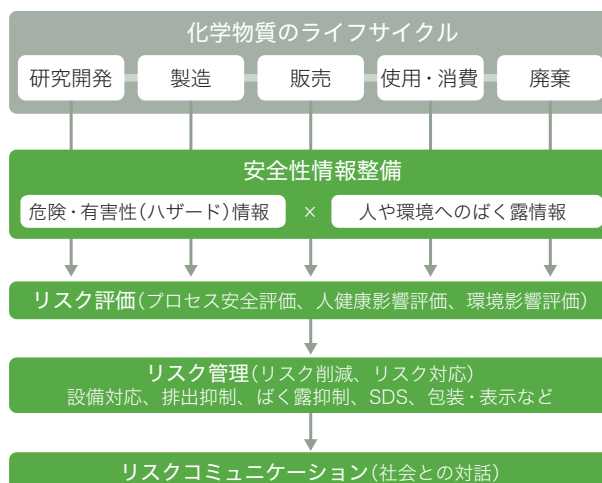 化学物質のライフサイクル
研究開発 製造 販売 使用・消費 廃棄
安全性情報整備
危険・有害性(ハザード)情報 × 人や環境へのばく露情報
リスク評価(プロセス安全評価、人健康影響評価、環境影響評価)
リスク管理(リスク削減、リスク対応)
設備対応、排出抑制、ばく露抑制、SDS、包装・表示など
リスクコミュニケーション(社会との対話)